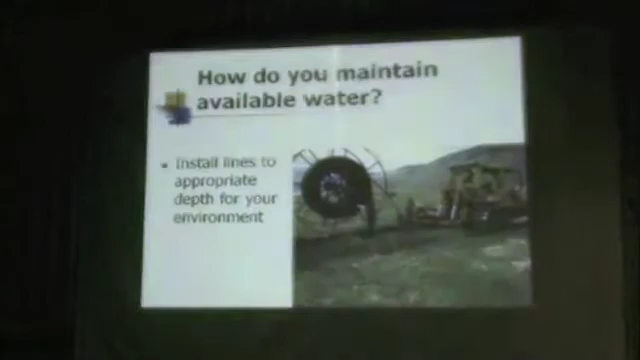 How do you maintain
available water?
Install lines to
appropriate
depth for your
environment